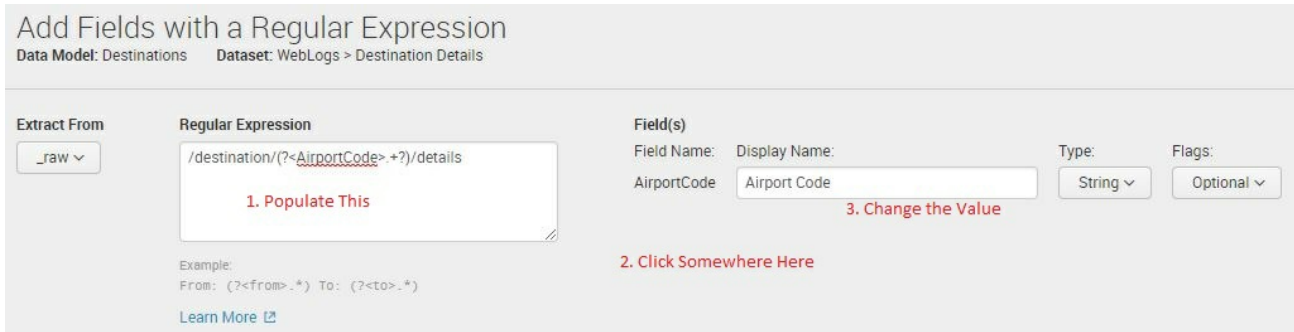 Add Fields with a Regular Expression
Data Model: Destinations Dataset: WebLogs > Destination Details
Extract From
_raw
Regular Expression
/destination/(?<AirportCode>.+?)/details
1. Populate This
Example:
From: (?<from>.*) To: (?<to>.*)
Learn More
Field(s)
Field Name: Display Name: Type: Flags:
AirportCode Airport Code String Optional
3. Change the Value
2. Click Somewhere Here